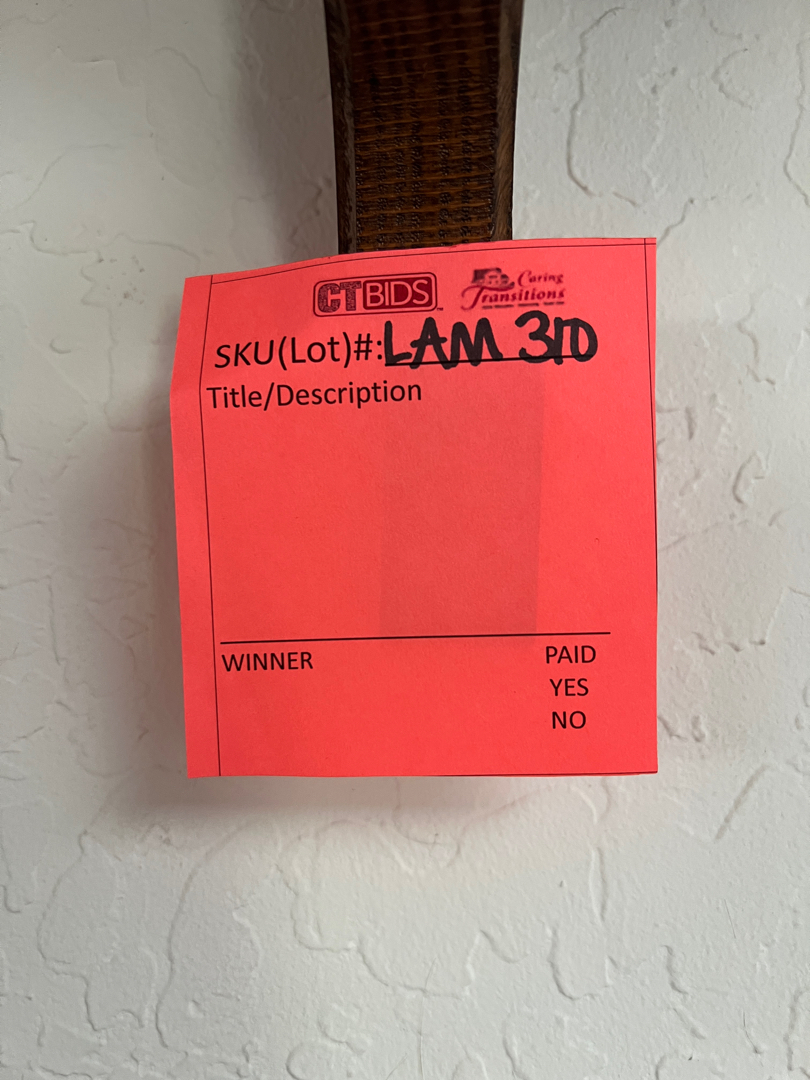 CTBIDS
Caring
Transitions
SKU(Lot)#: LAM 310
Title/Description
WINNER PAID
YES
NO